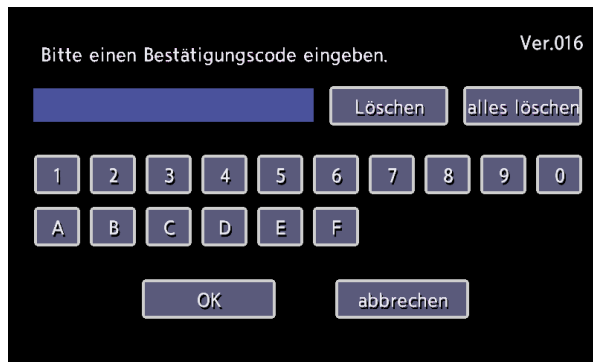 Ver.016
Bitte einen Bestätigungscode eingeben.
Löschen alles löschen
1 2 3 4 5 6 7 8 9 0
A B C D E F
OK abbrechen